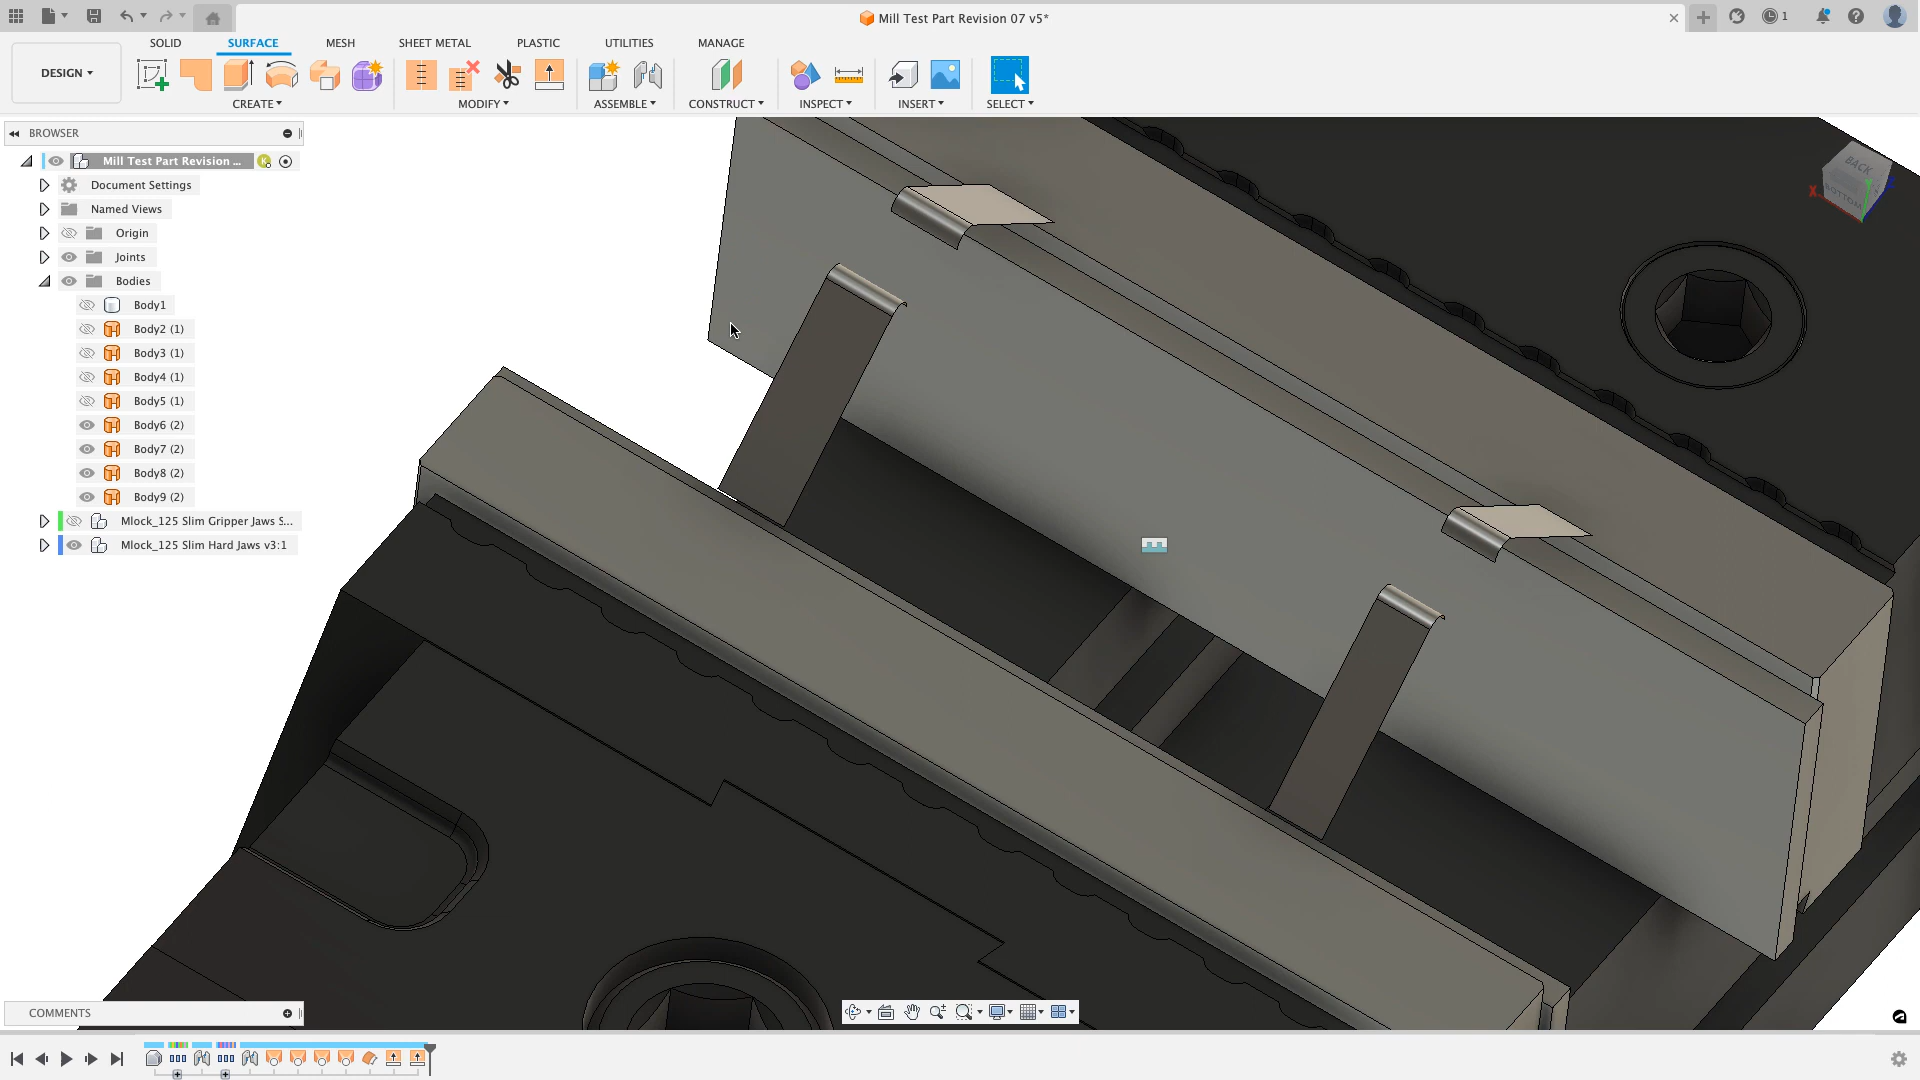 Mill Test Part Revision 07 v5*
1
DESIGN
SOLID
SURFACE
MESH
SHEET METAL
PLASTIC
UTILITIES
MANAGE
CREATE
MODIFY
ASSEMBLE
CONSTRUCT
INSPECT
INSERT
SELECT
BROWSER
Mill Test Part Revision ...
Document Settings
Named Views
Origin
Joints
Bodies
Body1
Body2 (1)
Body3 (1)
Body4 (1)
Body5 (1)
Body6 (2)
Body7 (2)
Body8 (2)
Body9 (2)
Mlock_125 Slim Gripper Jaws S...
Mlock_125 Slim Hard Jaws v3:1
BACK
BOTTOM
X
COMMENTS